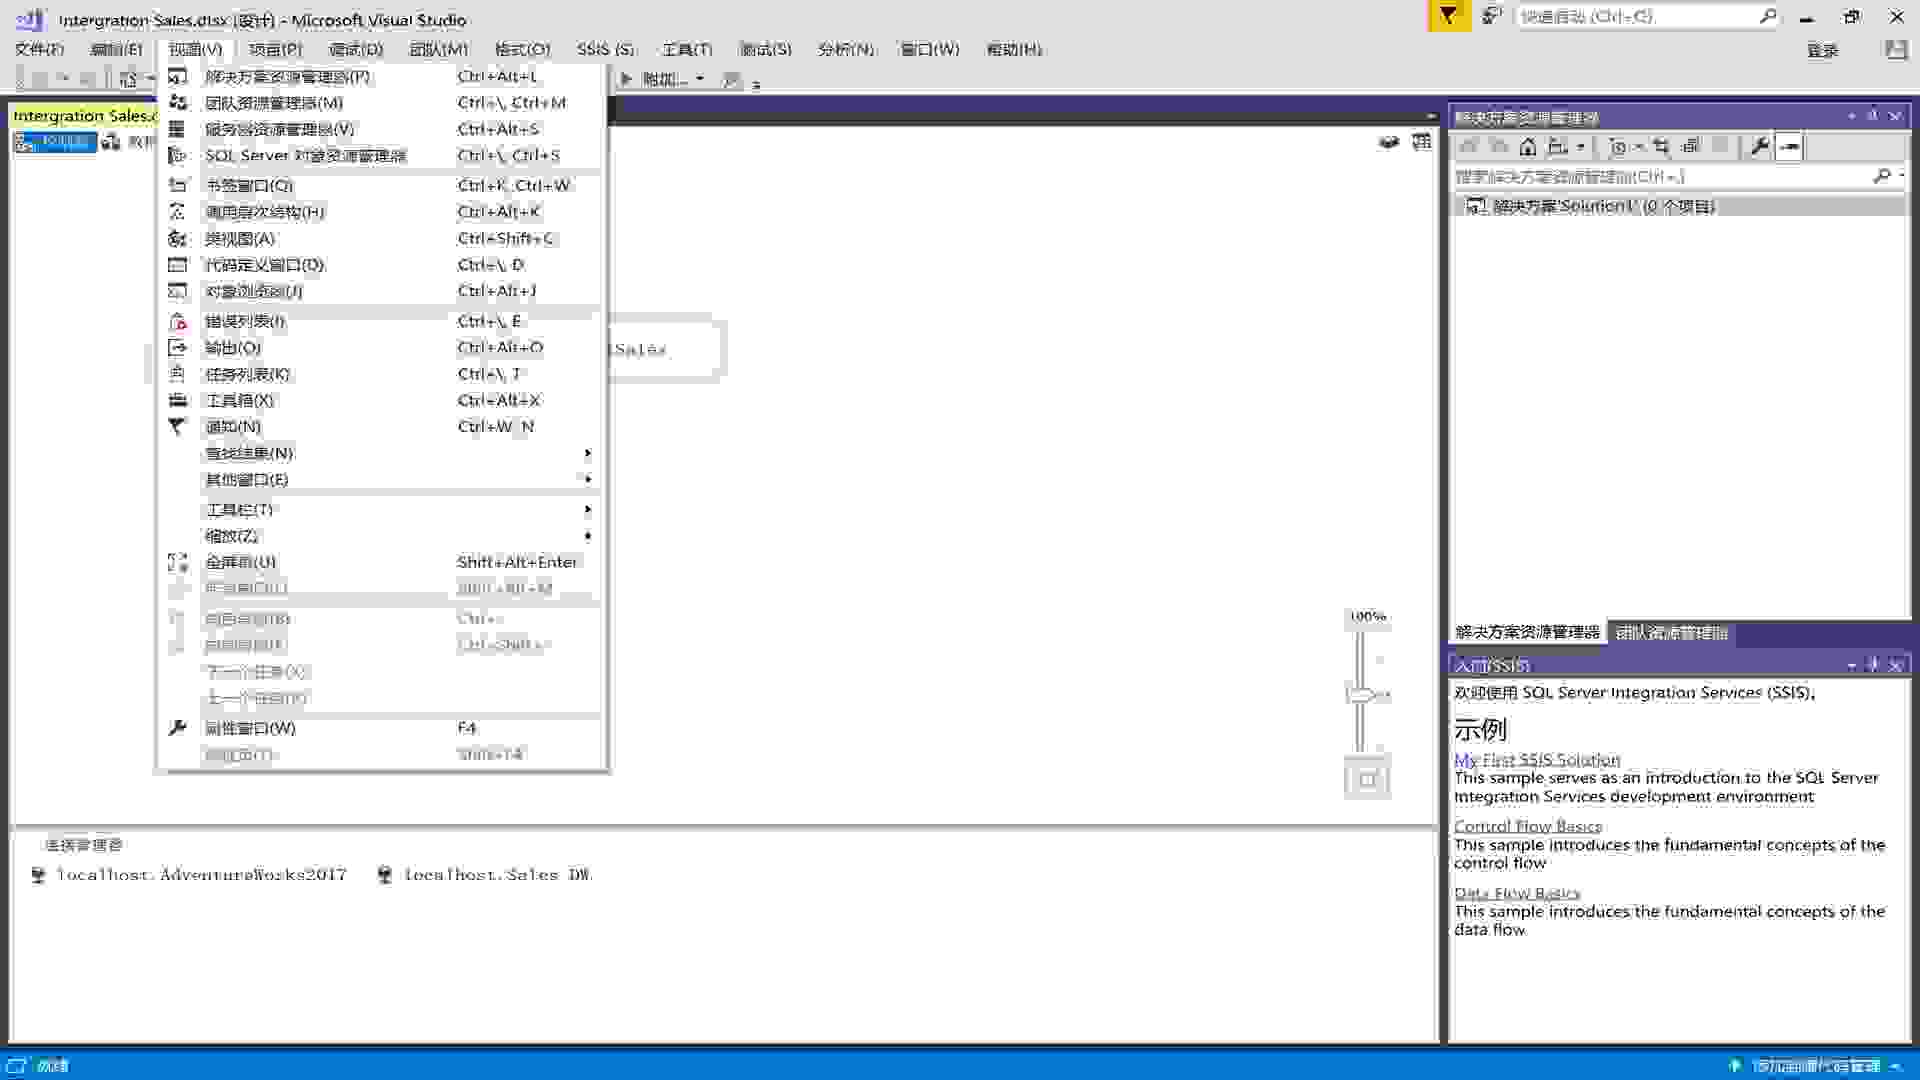 Intergration Sales.dtsx (设计) - Microsoft Visual Studio
快速启动 (Ctrl+Q)
文件(F) 编辑(E) 视图(V) 项目(P) 调试(D) 团队(M) 格式(O) SSIS (S) 工具(T) 测试(S) 分析(N) 窗口(W) 帮助(H)
登录
附加...
Intergration Sales.d
解决方案资源管理器(P) Ctrl+Alt+L
团队资源管理器(M) Ctrl+\, Ctrl+M
服务器资源管理器(V) Ctrl+Alt+S
SQL Server 对象资源管理器 Ctrl+\, Ctrl+S
书签窗口(O) Ctrl+K, Ctrl+W
调用层次结构(H) Ctrl+Alt+K
类视图(A) Ctrl+Shift+C
代码定义窗口(D) Ctrl+\, D
对象浏览器(J) Ctrl+Alt+J
错误列表(I) Ctrl+\, E
输出(O) Ctrl+Alt+O
任务列表(K) Ctrl+\, T
工具箱(X) Ctrl+Alt+X
通知(N) Ctrl+W, N
查找结果(N)
其他窗口(E)
工具栏(T)
缩放(Z)
全屏幕(U) Shift+Alt+Enter
下一个任务(X)
上一个任务(R)
属性窗口(W) F4
属性页(Y) Shift+F4
Sales
100%
连接管理器
localhost.AdventureWorks2017 localhost.Sales DW
解决方案资源管理器
搜索解决方案资源管理器(Ctrl+;)
解决方案'Solution1' (0 个项目)
解决方案资源管理器 团队资源管理器
入门(SSIS)
欢迎使用 SQL Server Integration Services (SSIS)。
示例
My First SSIS Solution
This sample serves as an introduction to the SQL Server
Integration Services development environment
Control Flow Basics
This sample introduces the fundamental concepts of the
control flow
Data Flow Basics
This sample introduces the fundamental concepts of the
data flow.
就绪
添加到源代码管理